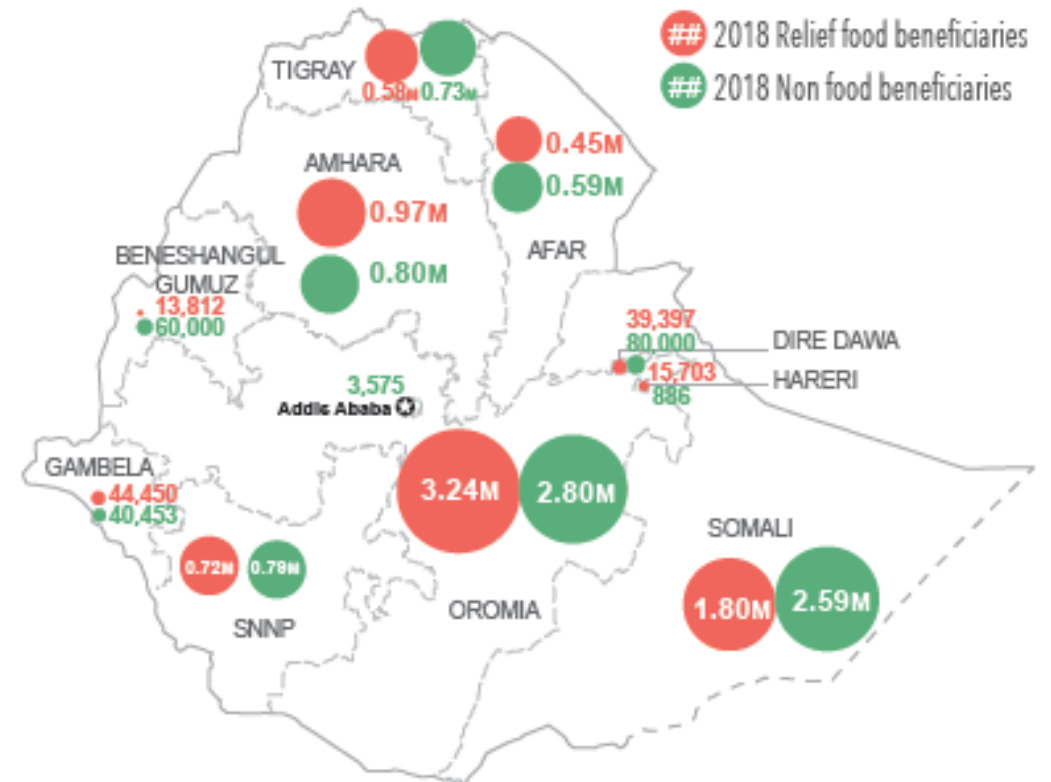 ## 2018 Relief food beneficiaries
## 2018 Non food beneficiaries
TIGRAY
0.58M 0.73M
AMHARA
0.97M
0.80M
0.45M
0.59M
AFAR
BENESHANGUL
GUMUZ
13,812
60,000
39,397
80,000
DIRE DAWA
15,703
HARERI
886
3,575
Addis Ababa
GAMBELA
44,450
40,453
3.24M
2.80M
OROMIA
0.72M
0.79M
SNNP
SOMALI
1.80M
2.59M